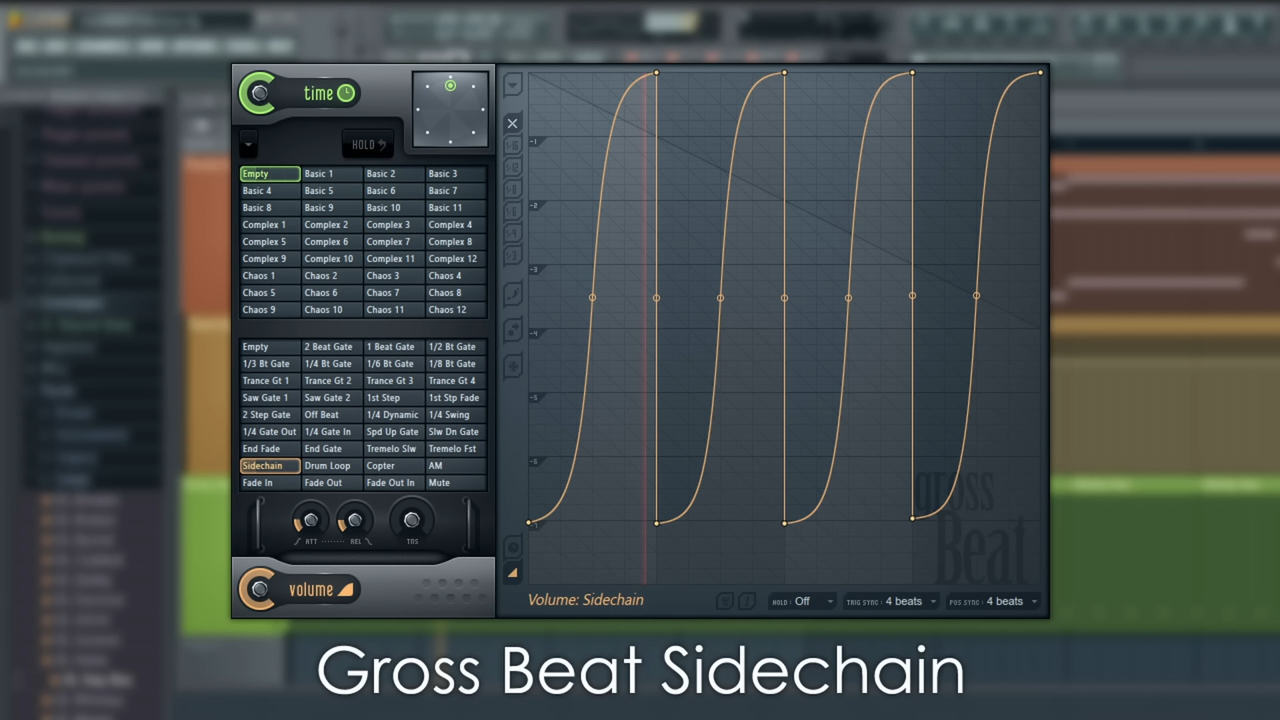 time
HOLD
Empty Basic 1 Basic 2 Basic 3
Basic 4 Basic 5 Basic 6 Basic 7
Basic 8 Basic 9 Basic 10 Basic 11
Complex 1 Complex 2 Complex 3 Complex 4
Complex 5 Complex 6 Complex 7 Complex 8
Complex 9 Complex 10 Complex 11 Complex 12
Chaos 1 Chaos 2 Chaos 3 Chaos 4
Chaos 5 Chaos 6 Chaos 7 Chaos 8
Chaos 9 Chaos 10 Chaos 11 Chaos 12
Empty 2 Beat Gate 1 Beat Gate 1/2 Bt Gate
1/3 Bt Gate 1/4 Bt Gate 1/6 Bt Gate 1/8 Bt Gate
Trance Gt 1 Trance Gt 2 Trance Gt 3 Trance Gt 4
Saw Gate 1 Saw Gate 2 1st Step 1st Stp Fade
2 Step Gate Off Beat 1/4 Dynamic 1/4 Swing
1/4 Gate Out 1/4 Gate In Spd Up Gate Slw Dn Gate
End Fade End Gate Tremelo Slw Tremelo Fst
Sidechain Drum Loop Copter AM
Fade In Fade Out Fade Out In Mute
ATT REL TNS
volume
-1
-2
-3
-4
-5
-6
-7
gross
Beat
Volume: Sidechain
HOLD: Off TRIG SYNC: 4 beats POS SYNC: 4 beats
Gross Beat Sidechain